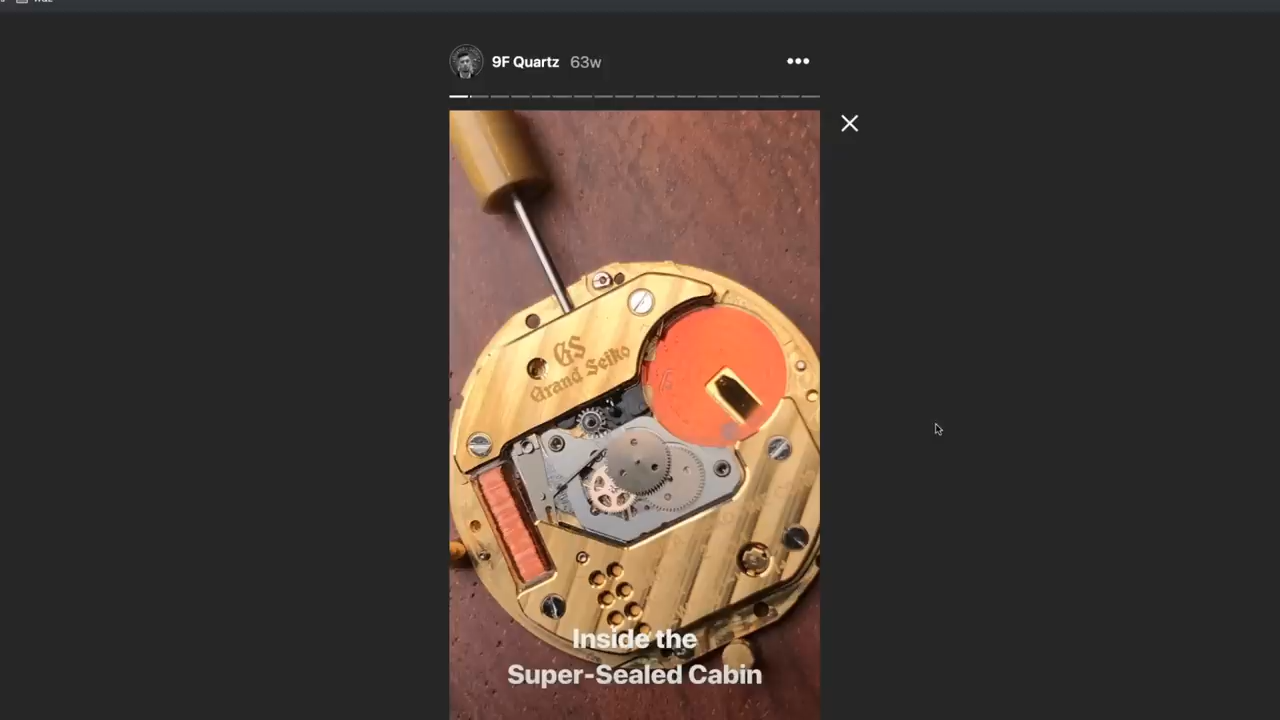 9F Quartz 63w
GS
Grand Seiko
Inside the
Super-Sealed Cabin